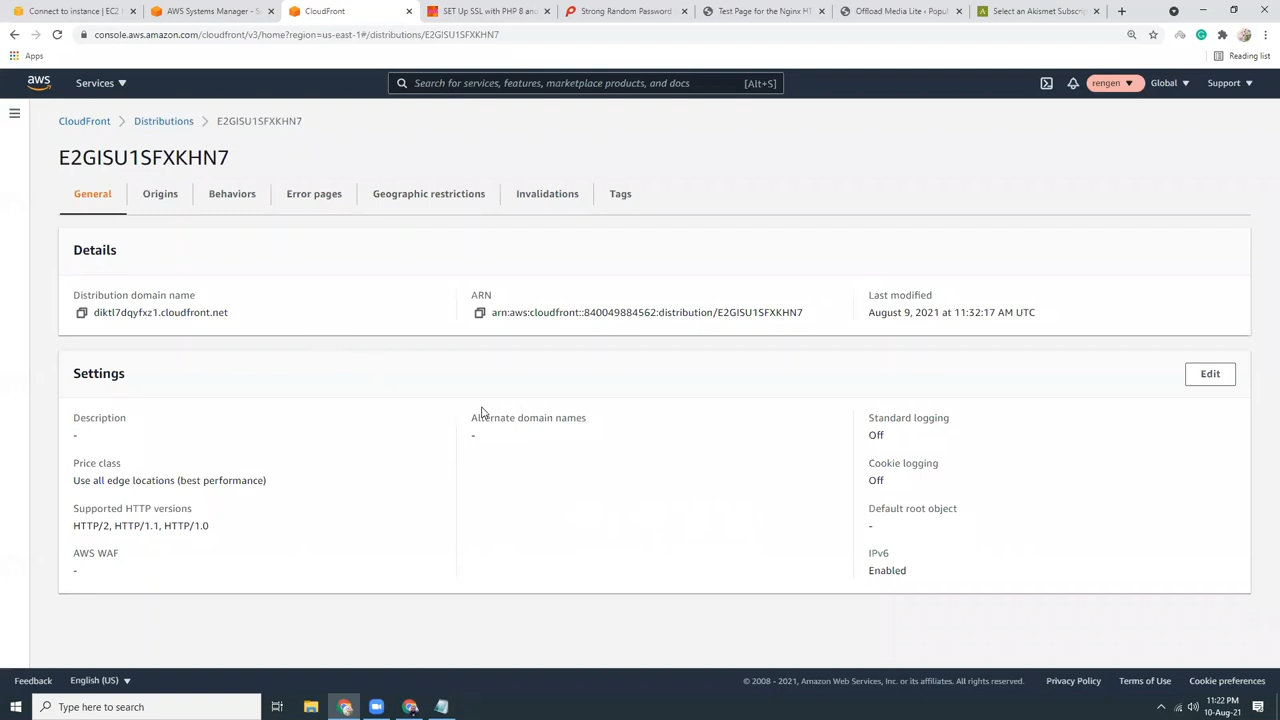 Connect to instance | EC2
AWS Systems Manager - S
CloudFront
SET Up SSL with PHP 8 and
Strong Random Password
Test Page for the Nginx H
Offload Media Lite ‹ Popul
Select an Akismet Subscrip
console.aws.amazon.com/cloudfront/v3/home?region=us-east-1#/distributions/E2GISU1SFXKHN7
Apps
Reading list
aws
Services
Search for services, features, marketplace products, and docs
[Alt+S]
rengen
Global
Support
CloudFront
Distributions
E2GISU1SFXKHN7
E2GISU1SFXKHN7
General
Origins
Behaviors
Error pages
Geographic restrictions
Invalidations
Tags
Details
Distribution domain name
diktl7dqyfxz1.cloudfront.net
ARN
arn:aws:cloudfront::840049884562:distribution/E2GISU1SFXKHN7
Last modified
August 9, 2021 at 11:32:17 AM UTC
Settings
Edit
Description
-
Price class
Use all edge locations (best performance)
Supported HTTP versions
HTTP/2, HTTP/1.1, HTTP/1.0
AWS WAF
-
Alternate domain names
-
Standard logging
Off
Cookie logging
Off
Default root object
-
IPv6
Enabled
Feedback
English (US)
© 2008 - 2021, Amazon Web Services, Inc. or its affiliates. All rights reserved.
Privacy Policy
Terms of Use
Cookie preferences
Type here to search
11:22 PM
10-Aug-21